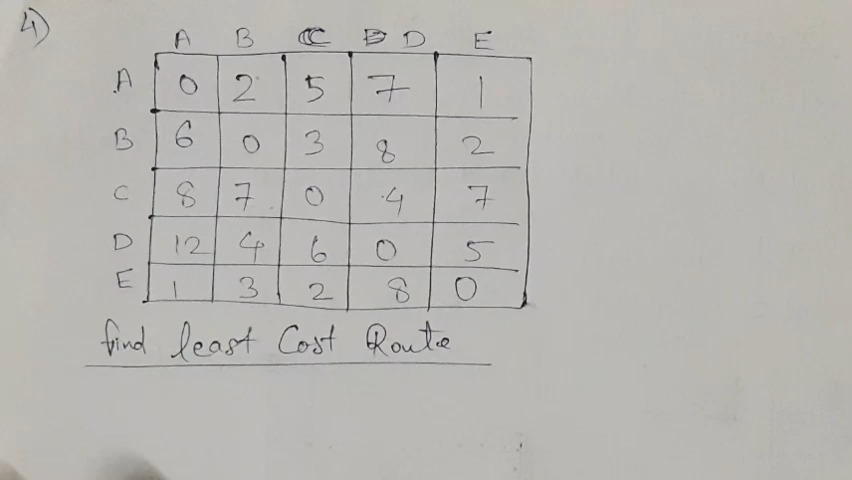 4)
A B C D E
A 0 2 5 7 1
B 6 0 3 8 2
C 8 7 0 4 7
D 12 4 6 0 5
E 1 3 2 8 0
find least Cost Route